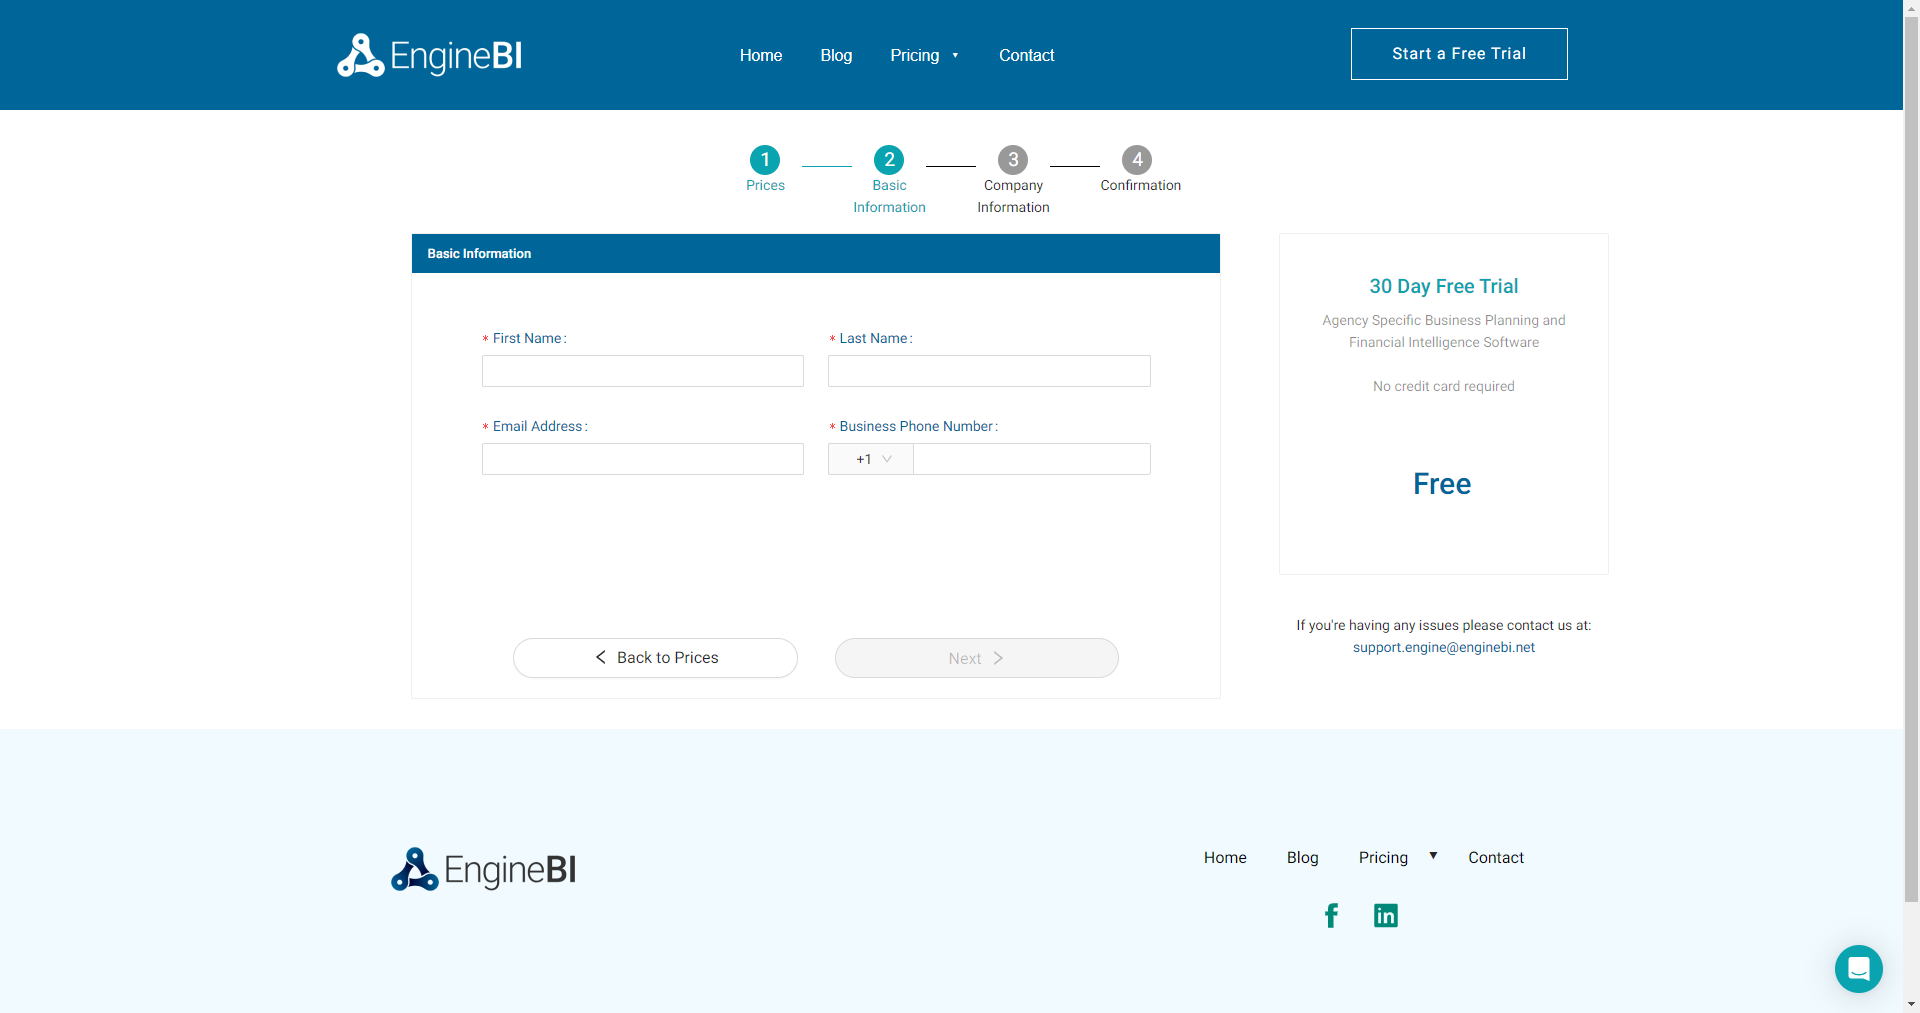 EngineBI
Home
Blog
Pricing ▼
Contact
Start a Free Trial
1
Prices
2
Basic
Information
3
Company
Information
4
Confirmation
Basic Information
* First Name :
* Last Name :
* Email Address :
* Business Phone Number :
+1
< Back to Prices
Next >
30 Day Free Trial
Agency Specific Business Planning and
Financial Intelligence Software
No credit card required
Free
If you're having any issues please contact us at:
support.engine@enginebi.net
EngineBI
Home
Blog
Pricing ▼
Contact
f
in